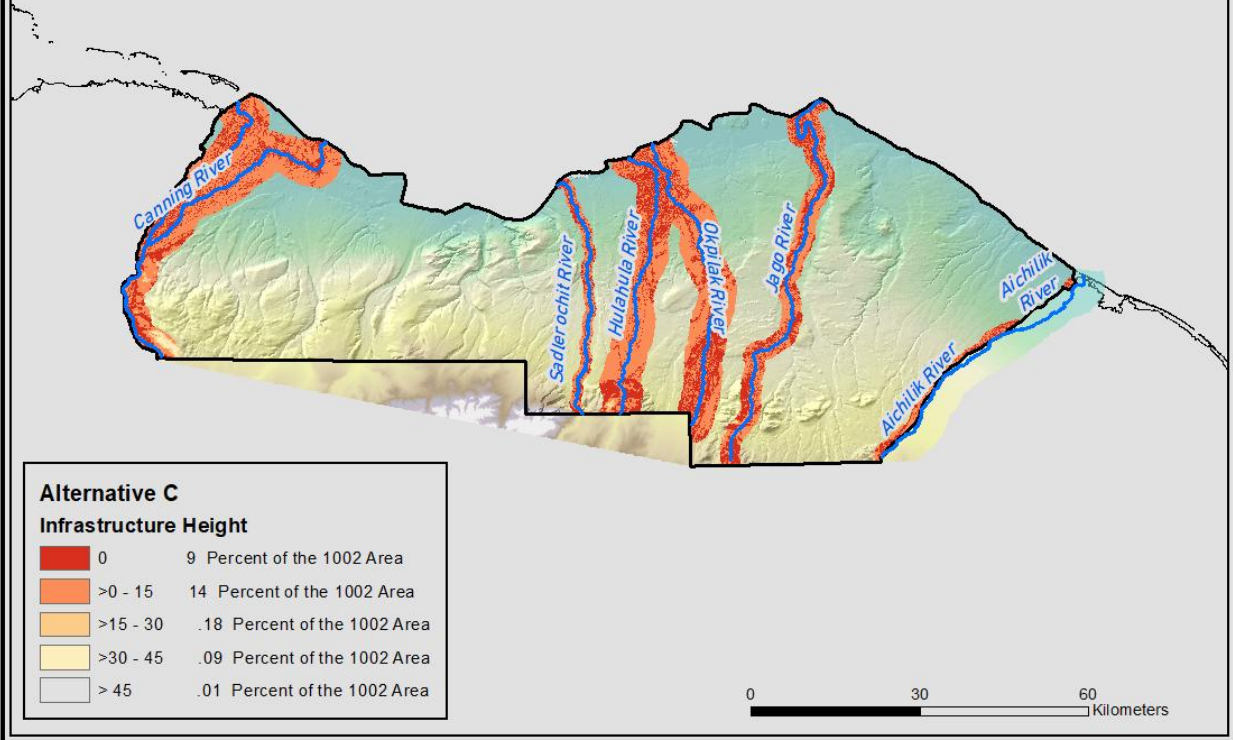 Canning River
Sadlerochit River
Hulahula River
Okpilak River
Jago River
Aichilik
River
Aichilik River
Alternative C
Infrastructure Height
0 9 Percent of the 1002 Area
>0 - 15 14 Percent of the 1002 Area
>15 - 30 .18 Percent of the 1002 Area
>30 - 45 .09 Percent of the 1002 Area
> 45 .01 Percent of the 1002 Area
0 30 60
Kilometers